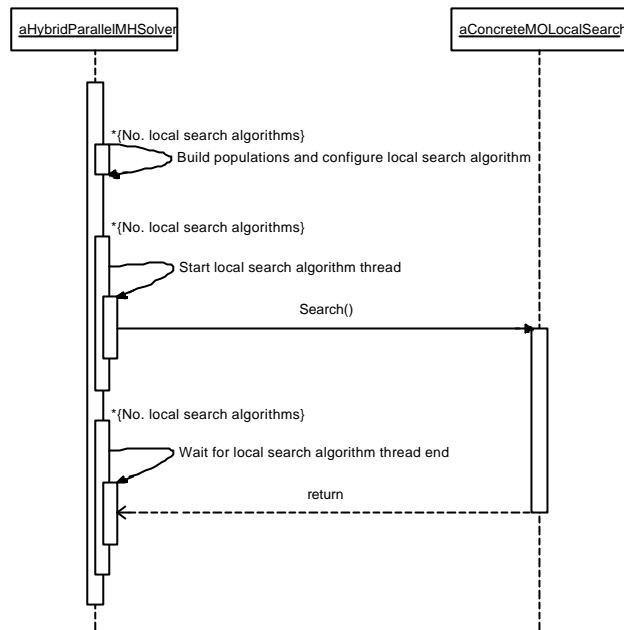 aHybridParallelMHSolver
aConcreteMOLocalSearch
*{No. local search algorithms}
Build populations and configure local search algorithm
*{No. local search algorithms}
Start local search algorithm thread
Search()
*{No. local search algorithms}
Wait for local search algorithm thread end
return